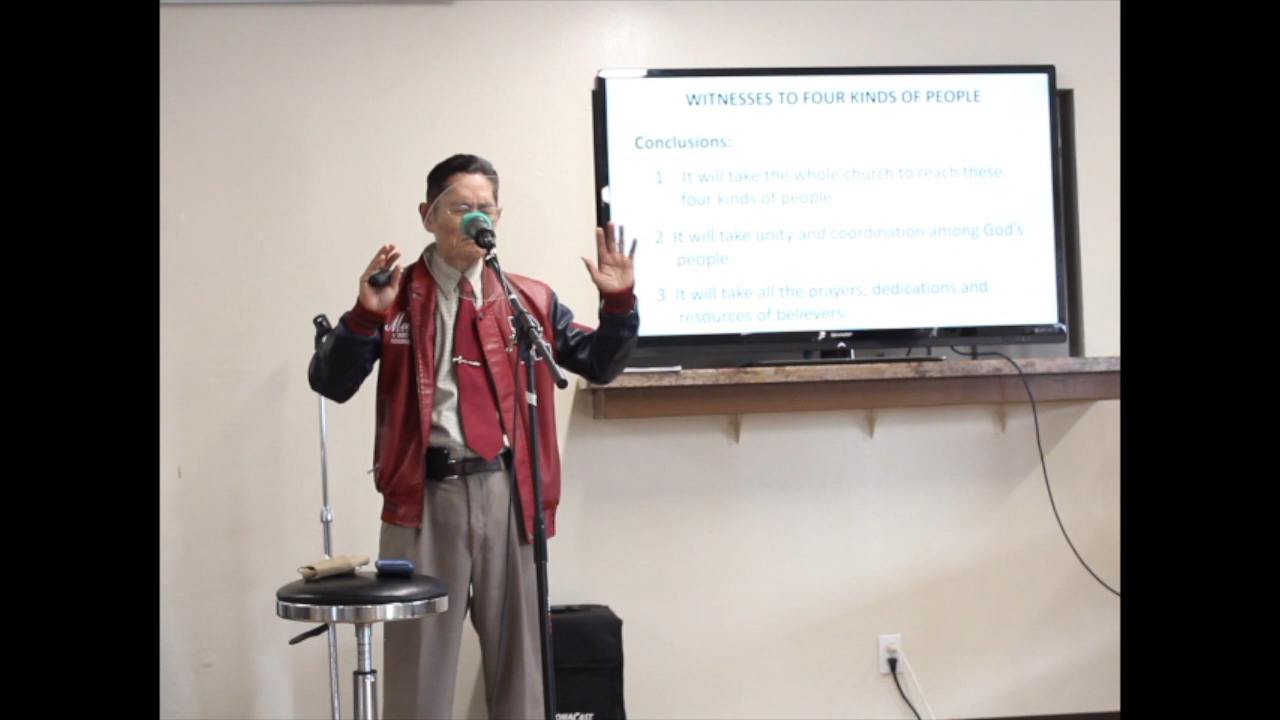 WITNESSES TO FOUR KINDS OF PEOPLE
Conclusions:
1. It will take the whole church to reach these
four kinds of people
2. It will take unity and coordination among God's
people.
3. It will take all the prayers, dedications and
resources of believers.
SHARP